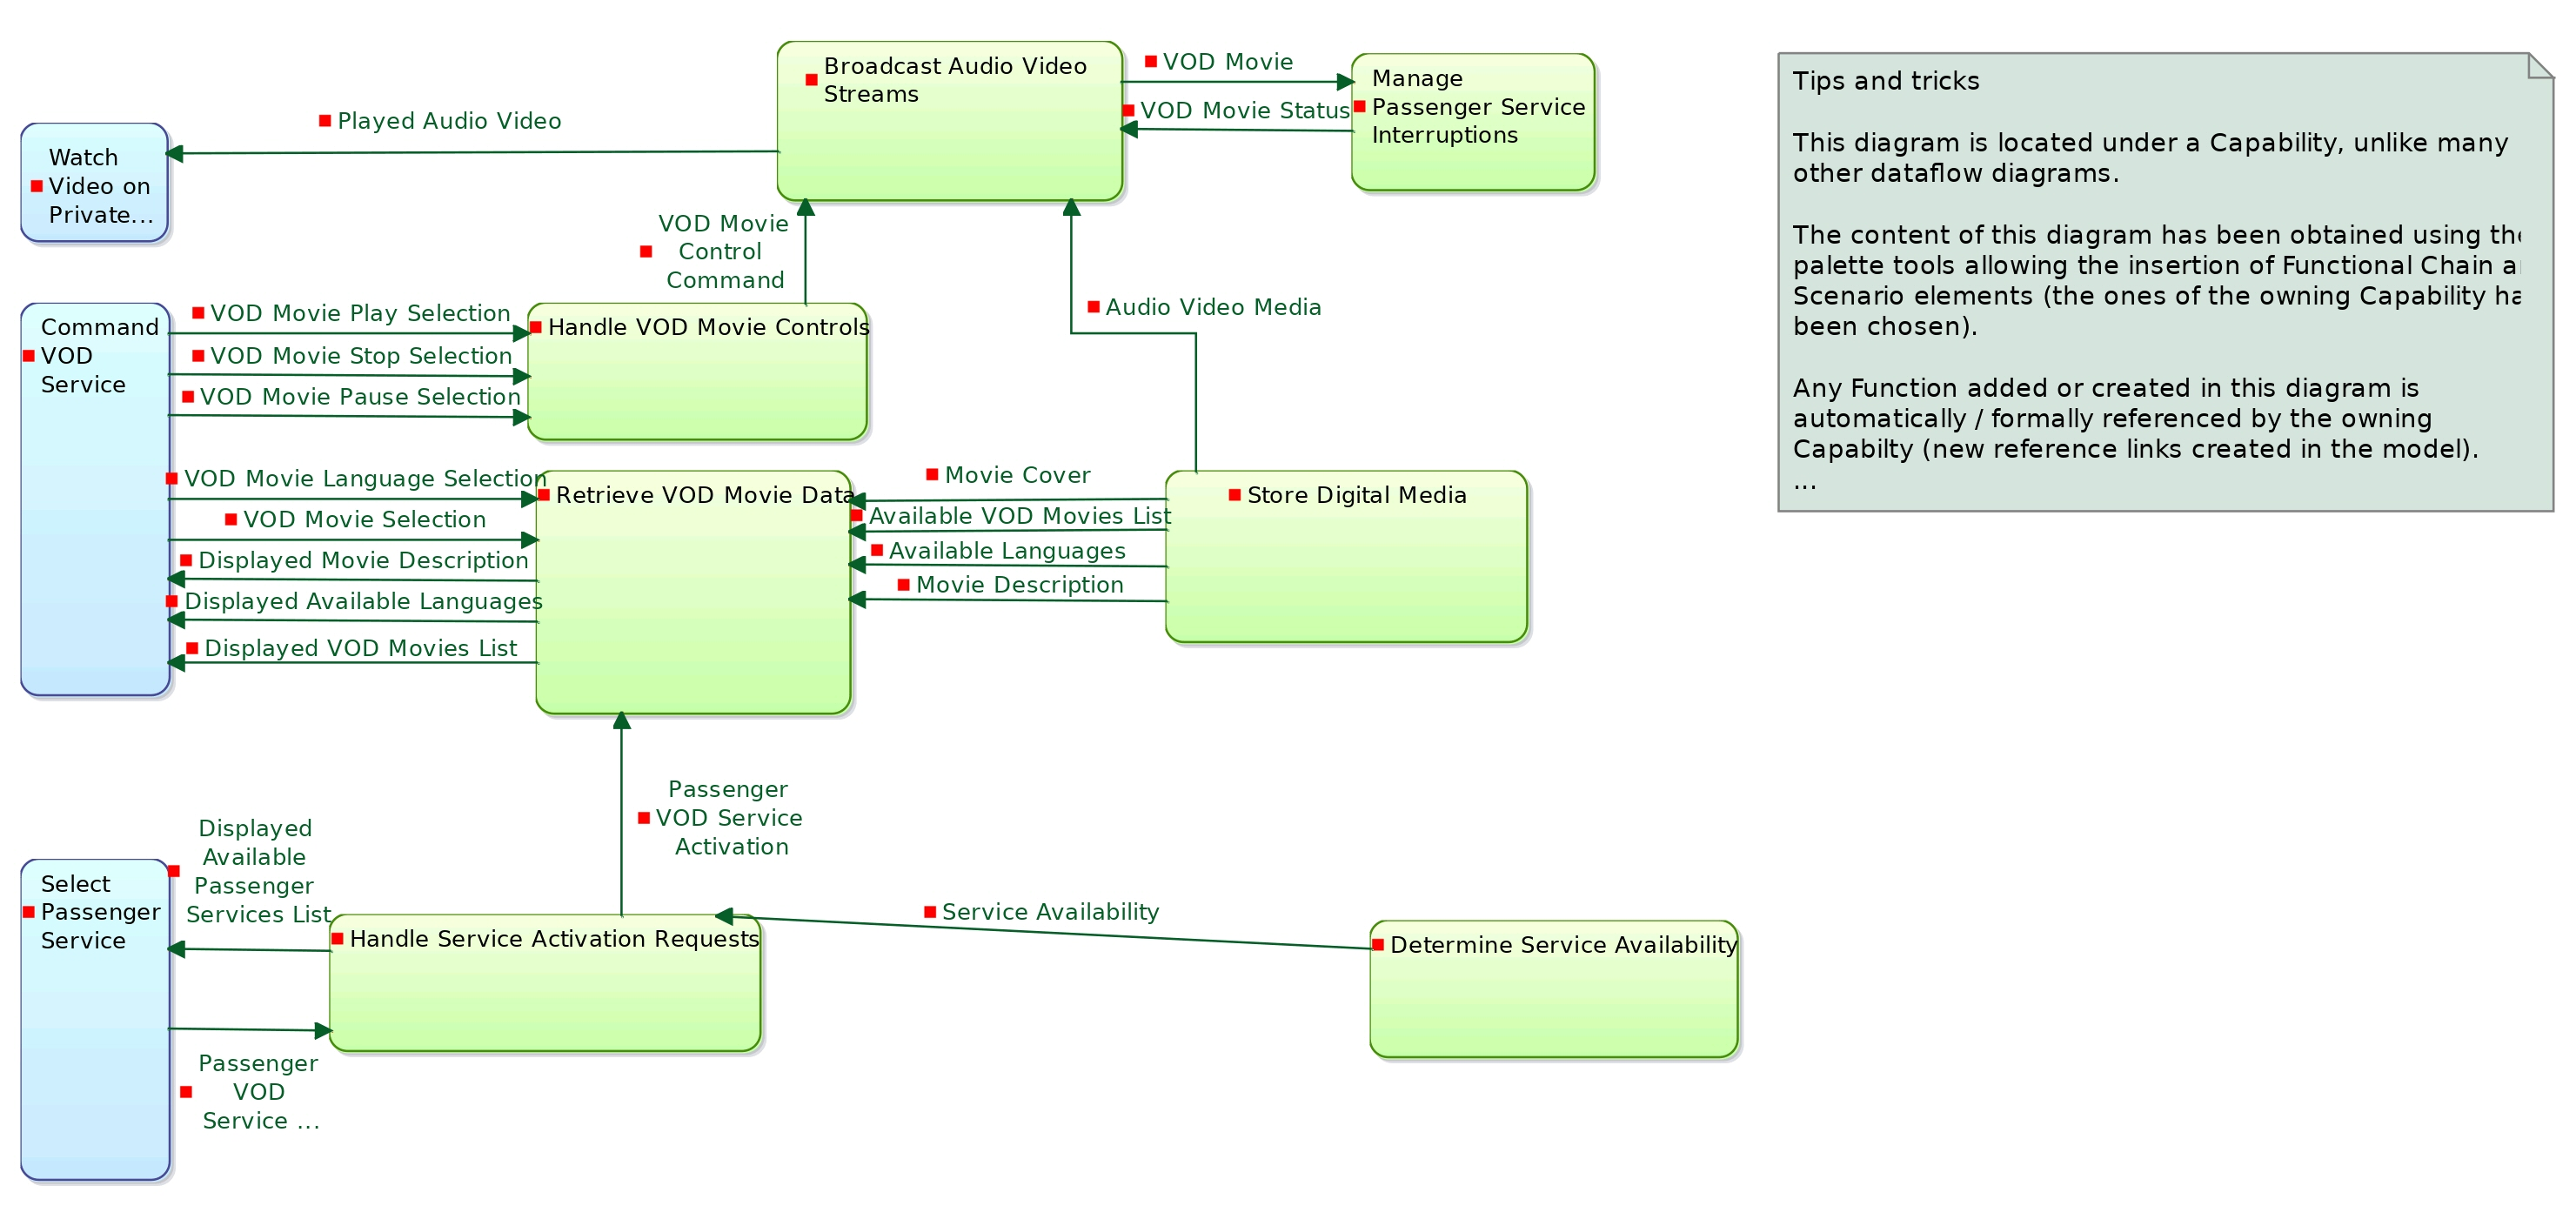 Broadcast Audio Video
Streams
VOD Movie
VOD Movie Status
Manage
Passenger Service
Interruptions
Played Audio Video
Watch
Video on
Private...
VOD Movie
Control
Command
Audio Video Media
Command
VOD
Service
VOD Movie Play Selection
VOD Movie Stop Selection
VOD Movie Pause Selection
Handle VOD Movie Controls
VOD Movie Language Selection
VOD Movie Selection
Displayed Movie Description
Displayed Available Languages
Displayed VOD Movies List
Retrieve VOD Movie Data
Movie Cover
Available VOD Movies List
Available Languages
Movie Description
Store Digital Media
Passenger
VOD Service
Activation
Displayed
Available
Passenger
Services List
Select
Passenger
Service
Handle Service Activation Requests
Service Availability
Determine Service Availability
Passenger
VOD
Service ...
Tips and tricks
This diagram is located under a Capability, unlike many
other dataflow diagrams.
The content of this diagram has been obtained using the
palette tools allowing the insertion of Functional Chain
Scenario elements (the ones of the owning Capability ha
been chosen).
Any Function added or created in this diagram is
automatically / formally referenced by the owning
Capabilty (new reference links created in the model).
...